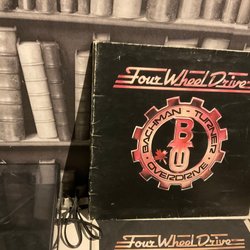 Four Wheel Drive
BACHMAN - TURNER
B
OVERDRIVE
Four Wheel Drive